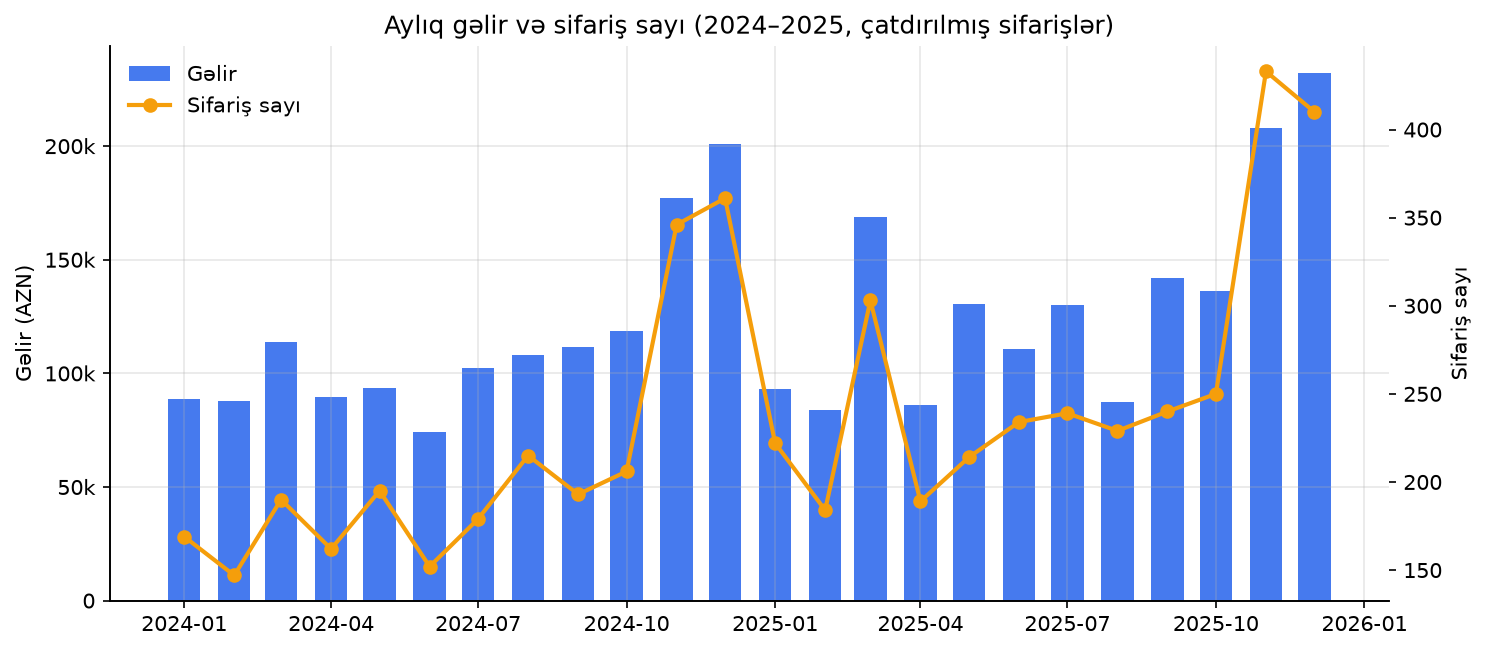 Aylıq gəlir və sifariş sayı (2024–2025, çatdırılmış sifarişlər)
Gəlir
Sifariş sayı
Gəlir (AZN)
200k
150k
100k
50k
0
400
350
300
250
200
150
Sifariş sayı
2024-01 2024-04 2024-07 2024-10 2025-01 2025-04 2025-07 2025-10 2026-01